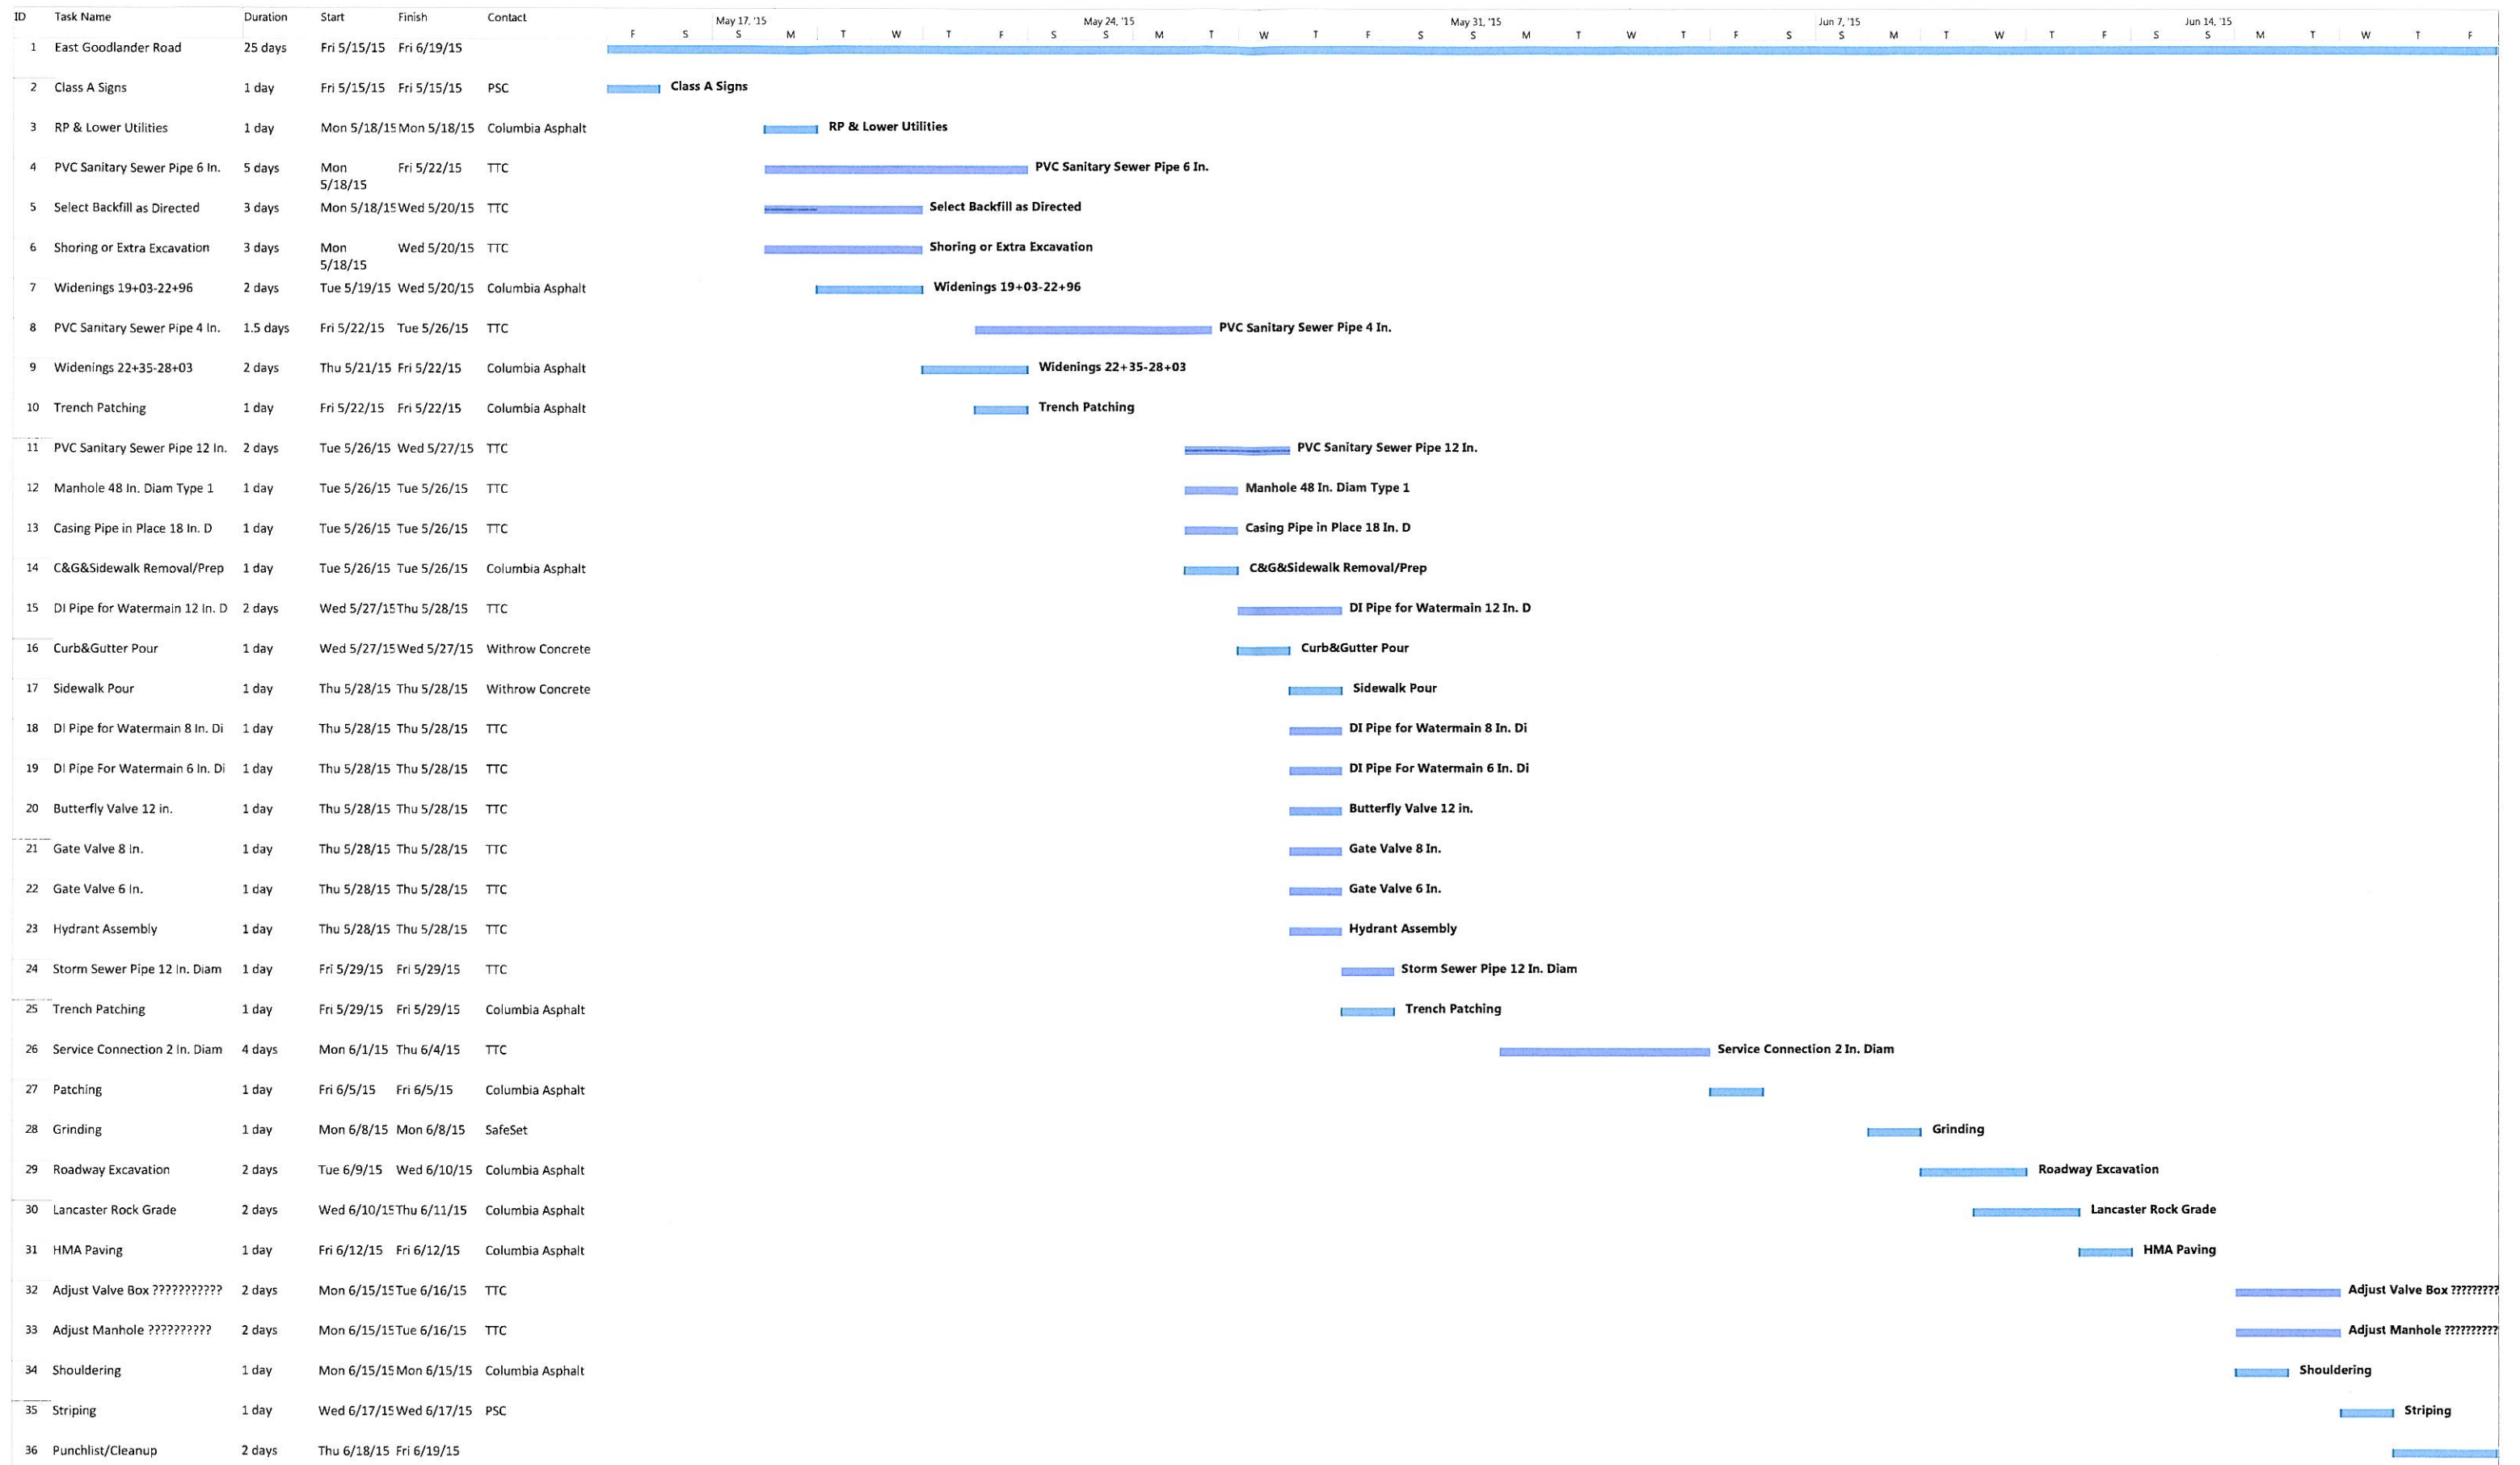 ID Task Name Duration Start Finish Contact
May 17, '15 May 24, '15 May 31, '15 Jun 7, '15 Jun 14, '15
F S S M T W T F S S M T W T F S S M T W T F S S M T W T F S S M T W T F
1 East Goodlander Road 25 days Fri 5/15/15 Fri 6/19/15
2 Class A Signs 1 day Fri 5/15/15 Fri 5/15/15 PSC Class A Signs
3 RP & Lower Utilities 1 day Mon 5/18/15 Mon 5/18/15 Columbia Asphalt RP & Lower Utilities
4 PVC Sanitary Sewer Pipe 6 In. 5 days Mon 5/18/15 Fri 5/22/15 TTC PVC Sanitary Sewer Pipe 6 In.
5 Select Backfill as Directed 3 days Mon 5/18/15 Wed 5/20/15 TTC Select Backfill as Directed
6 Shoring or Extra Excavation 3 days Mon 5/18/15 Wed 5/20/15 TTC Shoring or Extra Excavation
7 Widenings 19+03-22+96 2 days Tue 5/19/15 Wed 5/20/15 Columbia Asphalt Widenings 19+03-22+96
8 PVC Sanitary Sewer Pipe 4 In. 1.5 days Fri 5/22/15 Tue 5/26/15 TTC PVC Sanitary Sewer Pipe 4 In.
9 Widenings 22+35-28+03 2 days Thu 5/21/15 Fri 5/22/15 Columbia Asphalt Widenings 22+35-28+03
10 Trench Patching 1 day Fri 5/22/15 Fri 5/22/15 Columbia Asphalt Trench Patching
11 PVC Sanitary Sewer Pipe 12 In. 2 days Tue 5/26/15 Wed 5/27/15 TTC PVC Sanitary Sewer Pipe 12 In.
12 Manhole 48 In. Diam Type 1 1 day Tue 5/26/15 Tue 5/26/15 TTC Manhole 48 In. Diam Type 1
13 Casing Pipe in Place 18 In. D 1 day Tue 5/26/15 Tue 5/26/15 TTC Casing Pipe in Place 18 In. D
14 C&G&Sidewalk Removal/Prep 1 day Tue 5/26/15 Tue 5/26/15 Columbia Asphalt C&G&Sidewalk Removal/Prep
15 DI Pipe for Watermain 12 In. D 2 days Wed 5/27/15 Thu 5/28/15 TTC DI Pipe for Watermain 12 In. D
16 Curb&Gutter Pour 1 day Wed 5/27/15 Wed 5/27/15 Withrow Concrete Curb&Gutter Pour
17 Sidewalk Pour 1 day Thu 5/28/15 Thu 5/28/15 Withrow Concrete Sidewalk Pour
18 DI Pipe for Watermain 8 In. Di 1 day Thu 5/28/15 Thu 5/28/15 TTC DI Pipe for Watermain 8 In. Di
19 DI Pipe For Watermain 6 In. Di 1 day Thu 5/28/15 Thu 5/28/15 TTC DI Pipe For Watermain 6 In. Di
20 Butterfly Valve 12 in. 1 day Thu 5/28/15 Thu 5/28/15 TTC Butterfly Valve 12 in.
21 Gate Valve 8 In. 1 day Thu 5/28/15 Thu 5/28/15 TTC Gate Valve 8 In.
22 Gate Valve 6 In. 1 day Thu 5/28/15 Thu 5/28/15 TTC Gate Valve 6 In.
23 Hydrant Assembly 1 day Thu 5/28/15 Thu 5/28/15 TTC Hydrant Assembly
24 Storm Sewer Pipe 12 In. Diam 1 day Fri 5/29/15 Fri 5/29/15 TTC Storm Sewer Pipe 12 In. Diam
25 Trench Patching 1 day Fri 5/29/15 Fri 5/29/15 Columbia Asphalt Trench Patching
26 Service Connection 2 In. Diam 4 days Mon 6/1/15 Thu 6/4/15 TTC Service Connection 2 In. Diam
27 Patching 1 day Fri 6/5/15 Fri 6/5/15 Columbia Asphalt
28 Grinding 1 day Mon 6/8/15 Mon 6/8/15 SafeSet Grinding
29 Roadway Excavation 2 days Tue 6/9/15 Wed 6/10/15 Columbia Asphalt Roadway Excavation
30 Lancaster Rock Grade 2 days Wed 6/10/15 Thu 6/11/15 Columbia Asphalt Lancaster Rock Grade
31 HMA Paving 1 day Fri 6/12/15 Fri 6/12/15 Columbia Asphalt HMA Paving
32 Adjust Valve Box ??????????? 2 days Mon 6/15/15 Tue 6/16/15 TTC Adjust Valve Box ?????????
33 Adjust Manhole ?????????? 2 days Mon 6/15/15 Tue 6/16/15 TTC Adjust Manhole ??????????
34 Shouldering 1 day Mon 6/15/15 Mon 6/15/15 Columbia Asphalt Shouldering
35 Striping 1 day Wed 6/17/15 Wed 6/17/15 PSC Striping
36 Punchlist/Cleanup 2 days Thu 6/18/15 Fri 6/19/15